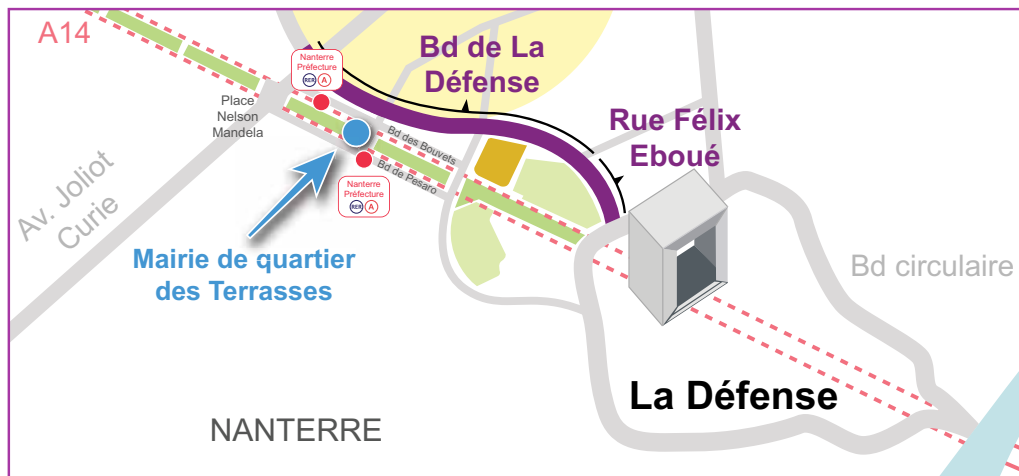 A14
Nanterre
Préfecture
RER A
Bd de La
Défense
Place
Nelson
Mandela
Rue Félix
Eboué
Bd des Bouvets
Bd de Pesaro
Nanterre
Préfecture
RER A
Av. Joliot
Curie
Mairie de quartier
des Terrasses
Bd circulaire
La Défense
NANTERRE